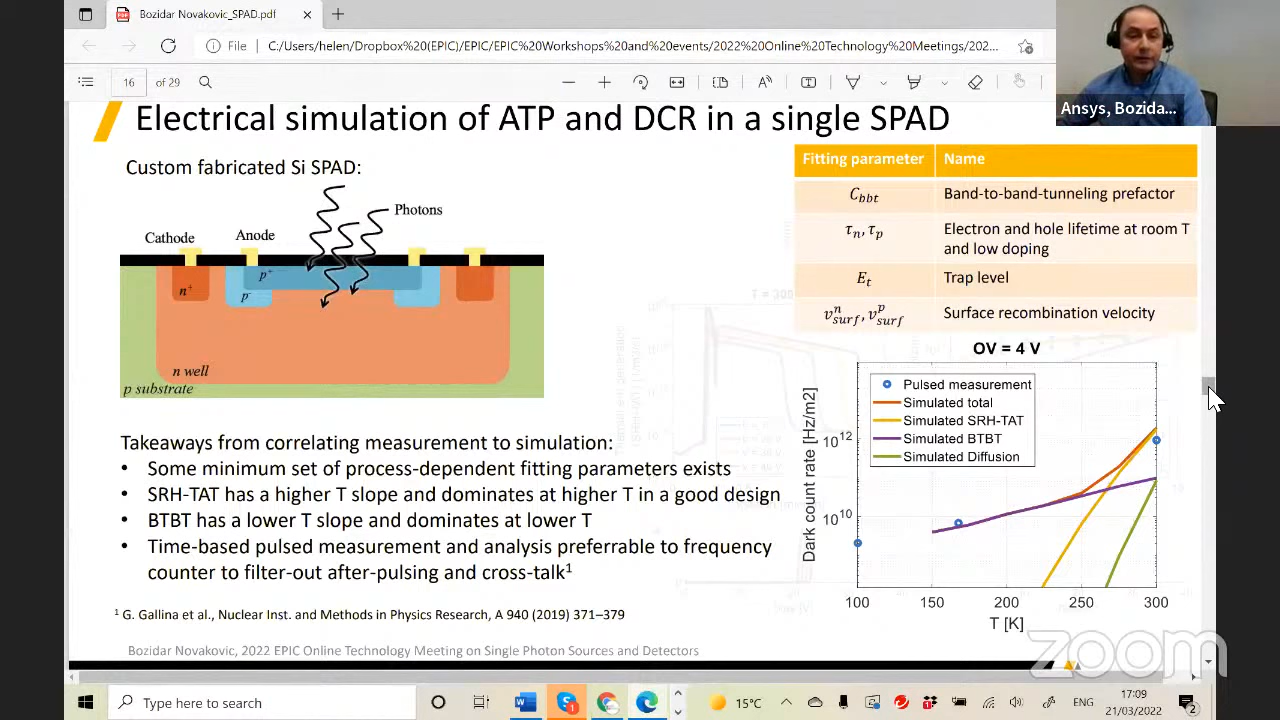 Bozidar Novakovic_SPAD.pdf
File
C:/Users/helen/Dropbox%20(EPIC)/EPIC/EPIC%20Workshops%20and%20events/2022%20Online%20Technology%20Meetings/202...
16 of 29
Ansys, Bozida...
Electrical simulation of ATP and DCR in a single SPAD
Custom fabricated Si SPAD:
Photons
Cathode
Anode
p+
n+
p-
n well
p substrate
Fitting parameter Name
C_bbt Band-to-band-tunneling prefactor
τ_n, τ_p Electron and hole lifetime at room T
and low doping
E_t Trap level
v^n_surf, v^p_surf Surface recombination velocity
OV = 4 V
Pulsed measurement
Simulated total
Simulated SRH-TAT
Simulated BTBT
Simulated Diffusion
Dark count rate [Hz/m2]
10^12
10^10
100 150 200 250 300
T [K]
Takeaways from correlating measurement to simulation:
• Some minimum set of process-dependent fitting parameters exists
• SRH-TAT has a higher T slope and dominates at higher T in a good design
• BTBT has a lower T slope and dominates at lower T
• Time-based pulsed measurement and analysis preferrable to frequency
counter to filter-out after-pulsing and cross-talk¹
¹ G. Gallina et al., Nuclear Inst. and Methods in Physics Research, A 940 (2019) 371–379
Bozidar Novakovic, 2022 EPIC Online Technology Meeting on Single Photon Sources and Detectors
zoom
Type here to search
15°C
ENG
17:09
21/03/2022
2